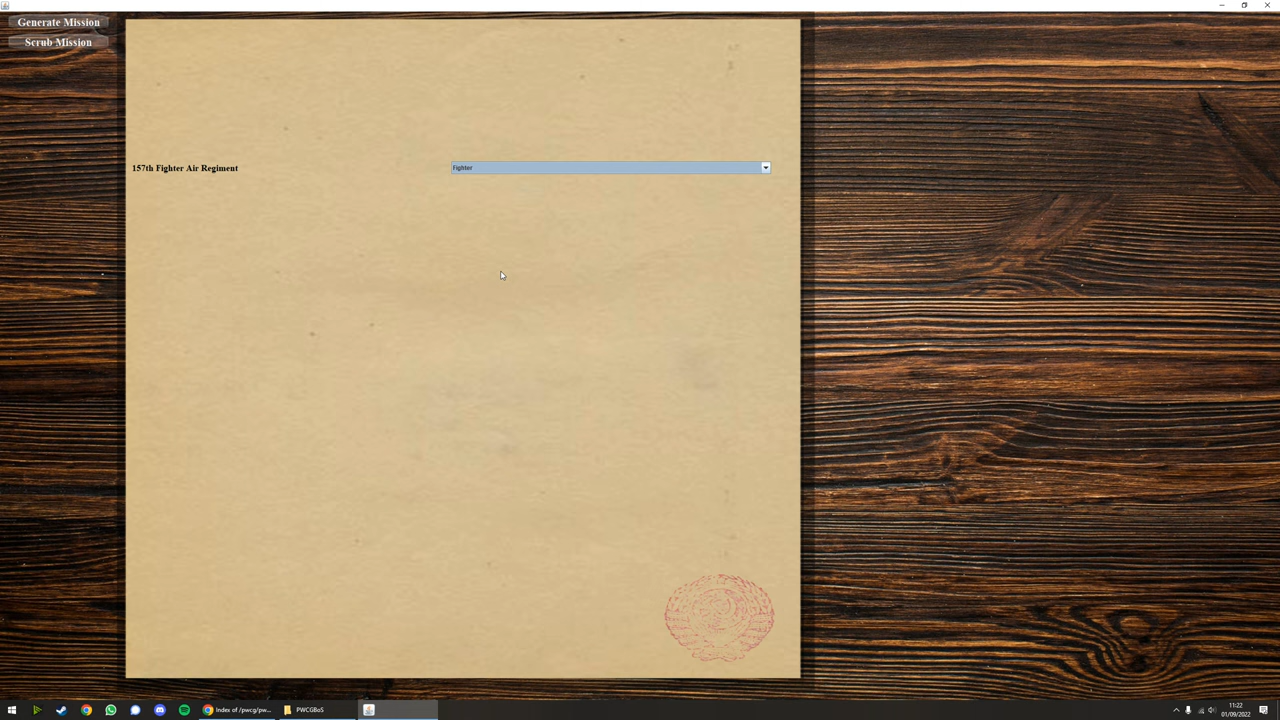 Generate Mission
Scrub Mission
157th Fighter Air Regiment
Fighter
Index of /pwcg/pw...
PWCGBoS
11:22
01/09/2022